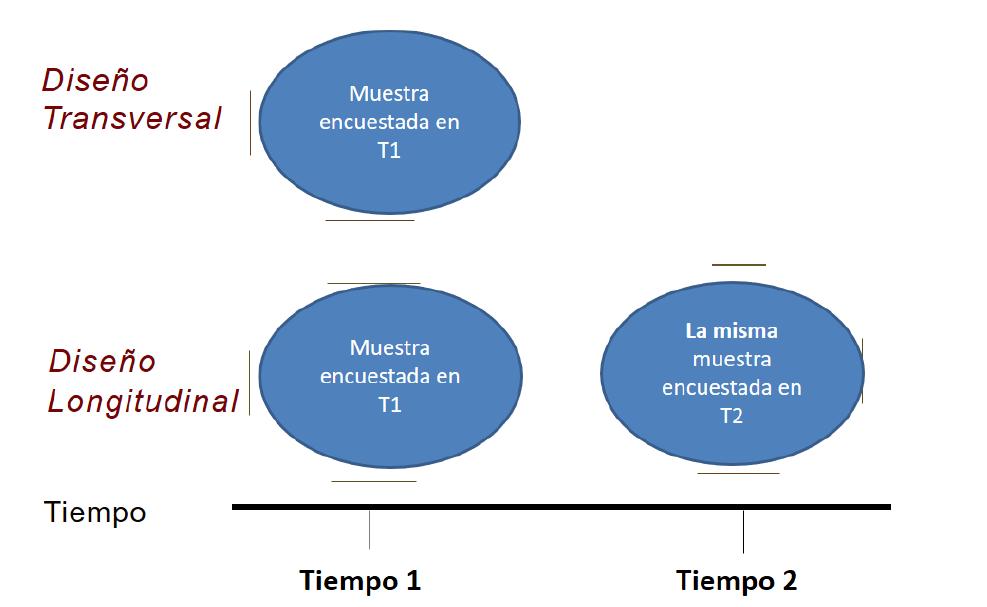 Diseño
Transversal
Muestra
encuestada en
T1
Diseño
Longitudinal
Muestra
encuestada en
T1
La misma
muestra
encuestada en
T2
Tiempo
Tiempo 1
Tiempo 2